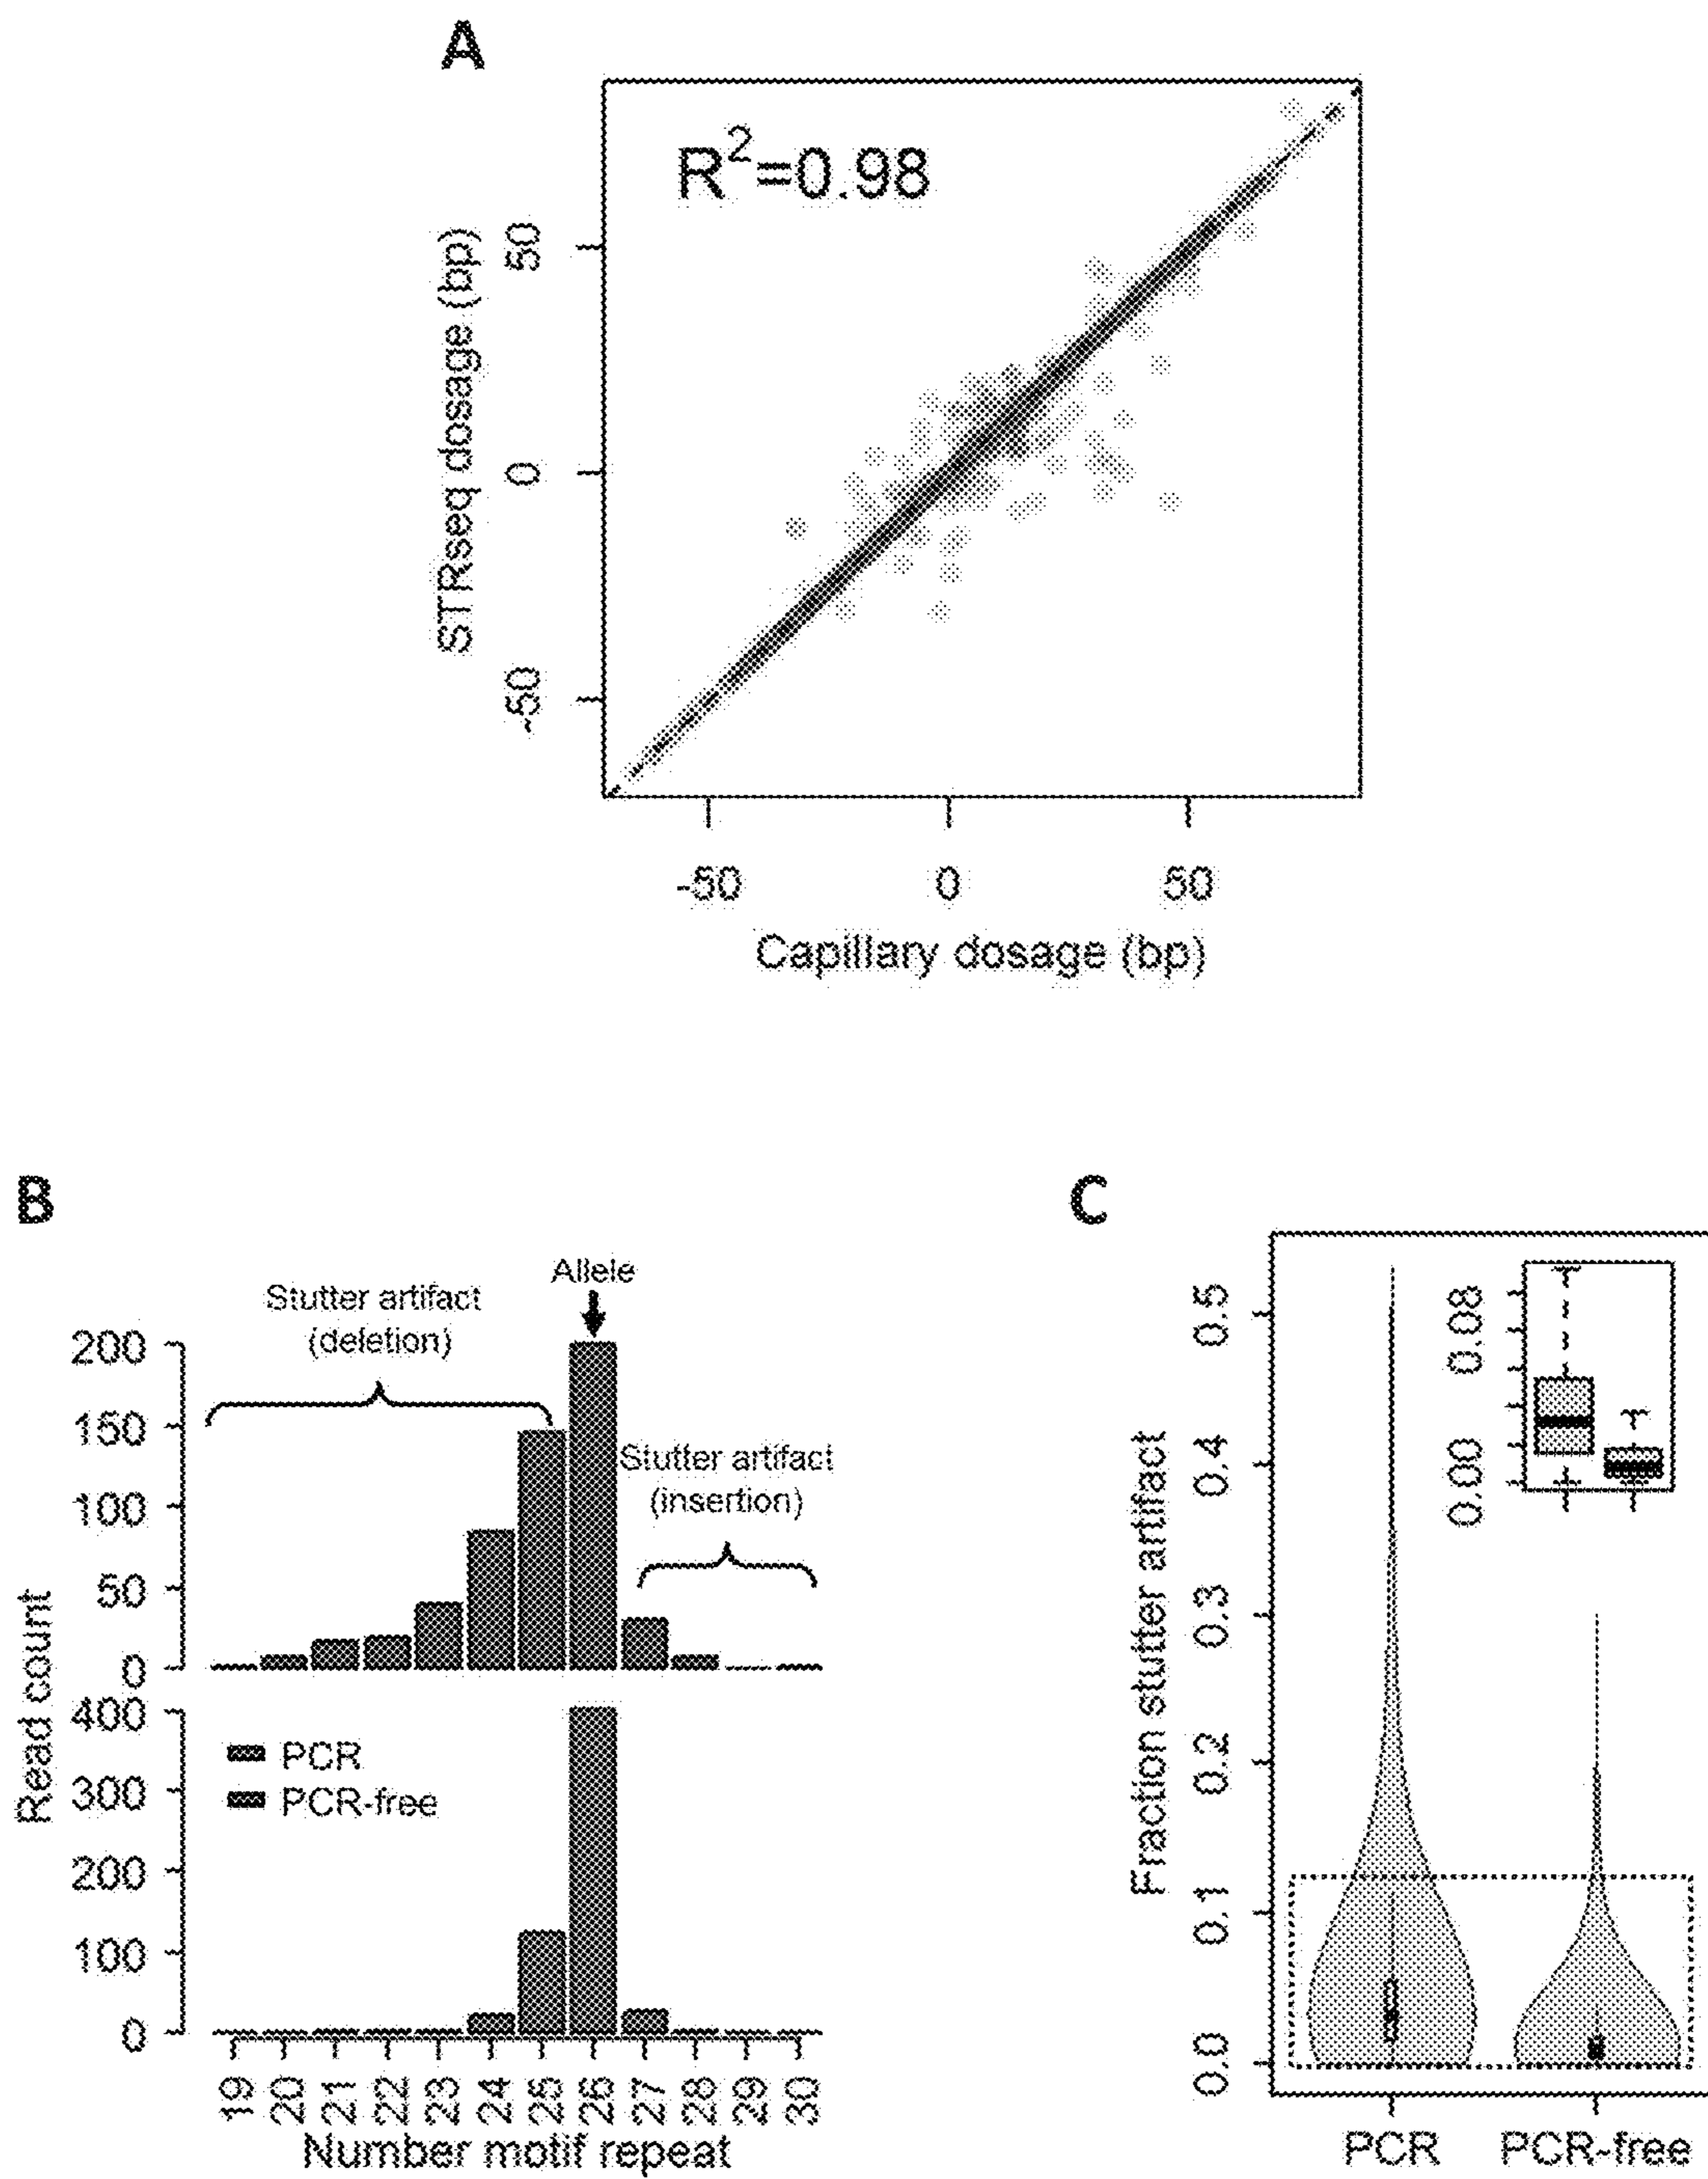 A
R²=0.98
STRseq dosage (bp)
50
0
-50
-50 0 50
Capillary dosage (bp)
B
Allele
Stutter artifact
(deletion)
Stutter artifact
(insertion)
Read count
200
150
100
50
0
400
300
200
100
0
PCR
PCR-free
19 20 21 22 23 24 25 26 27 28 29 30
Number motif repeat
C
Fraction stutter artifact
0.5
0.4
0.3
0.2
0.1
0.0
0.08
0.00
PCR PCR-free